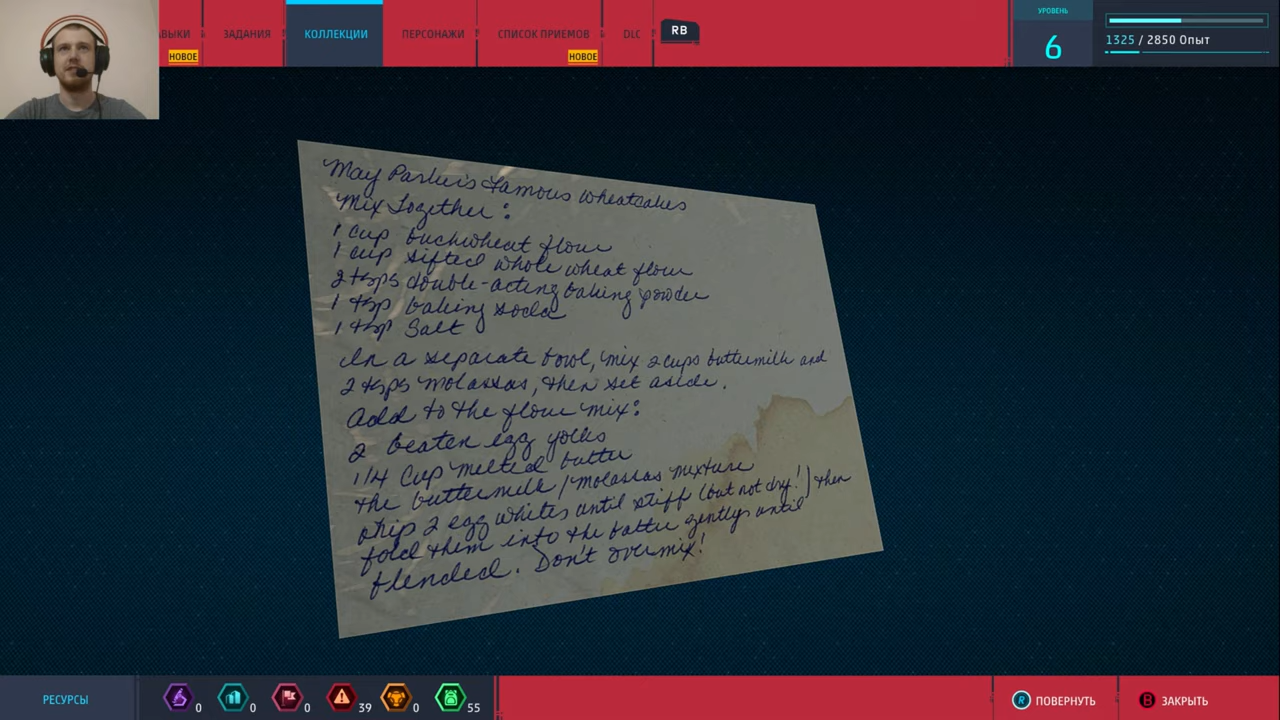 УРОВЕНЬ
6
1325 / 2850 Опыт
ВЫКИ
НОВОЕ
ЗАДАНИЯ
КОЛЛЕКЦИИ
ПЕРСОНАЖИ
СПИСОК ПРИЕМОВ
НОВОЕ
DLC
RB
May Parker's Famous Wheatcakes
Mix Together:
1 cup buckwheat flour
1 cup sifted whole wheat flour
2 tsps double-acting baking powder
1 tsp baking soda
1 tsp Salt
In a separate bowl, mix 2 cups buttermilk and
2 tsps molassas, then set aside.
Add to the flour mix:
2 beaten egg yolks
1/4 Cup melted butter
the buttermilk/molassas mixture
whip 2 egg whites until stiff (but not dry!) then
fold them into the batter gently until
blended. Don't overmix!
РЕСУРСЫ
0
0
0
39
0
55
R ПОВЕРНУТЬ
B ЗАКРЫТЬ